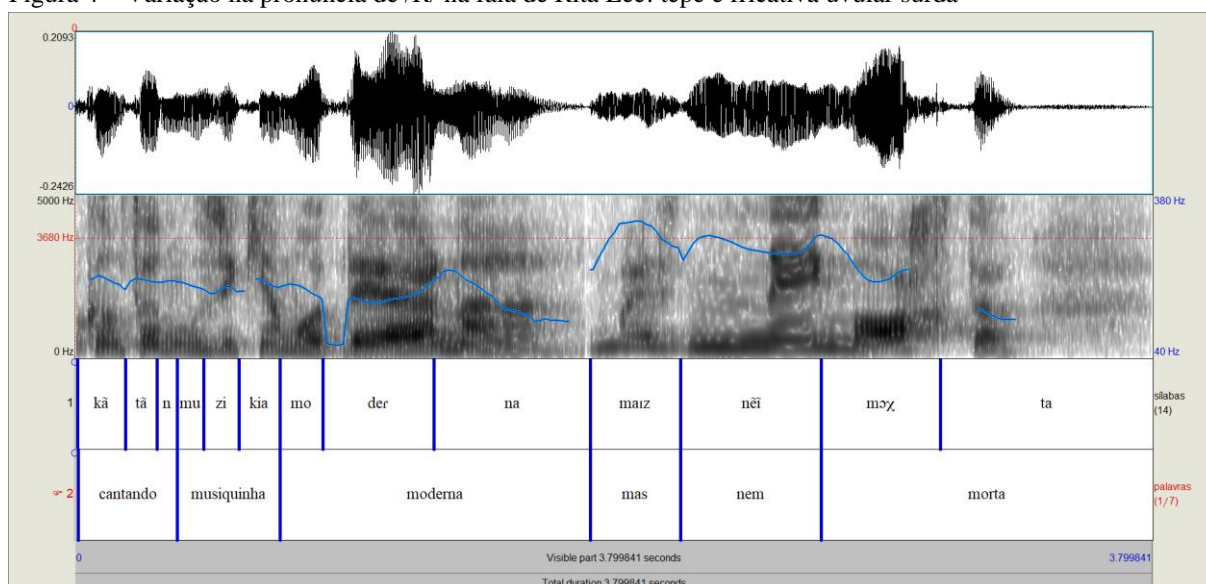 Figura 4 – Variação na pronúncia de /R/ na fala de Rita Lee: tepe e fricativa uvular surda
0
0.2093
0
-0.2426
5000 Hz 380 Hz
3680 Hz
0 Hz 40 Hz
1 kã tã n mu zi kia mo deɾ na maɪz nẽĩ mɔχ ta sílabas (14)
2 cantando musiquinha moderna mas nem morta palavras (1/7)
0 Visible part 3.799841 seconds 3.799841
Total duration 3.799841 seconds